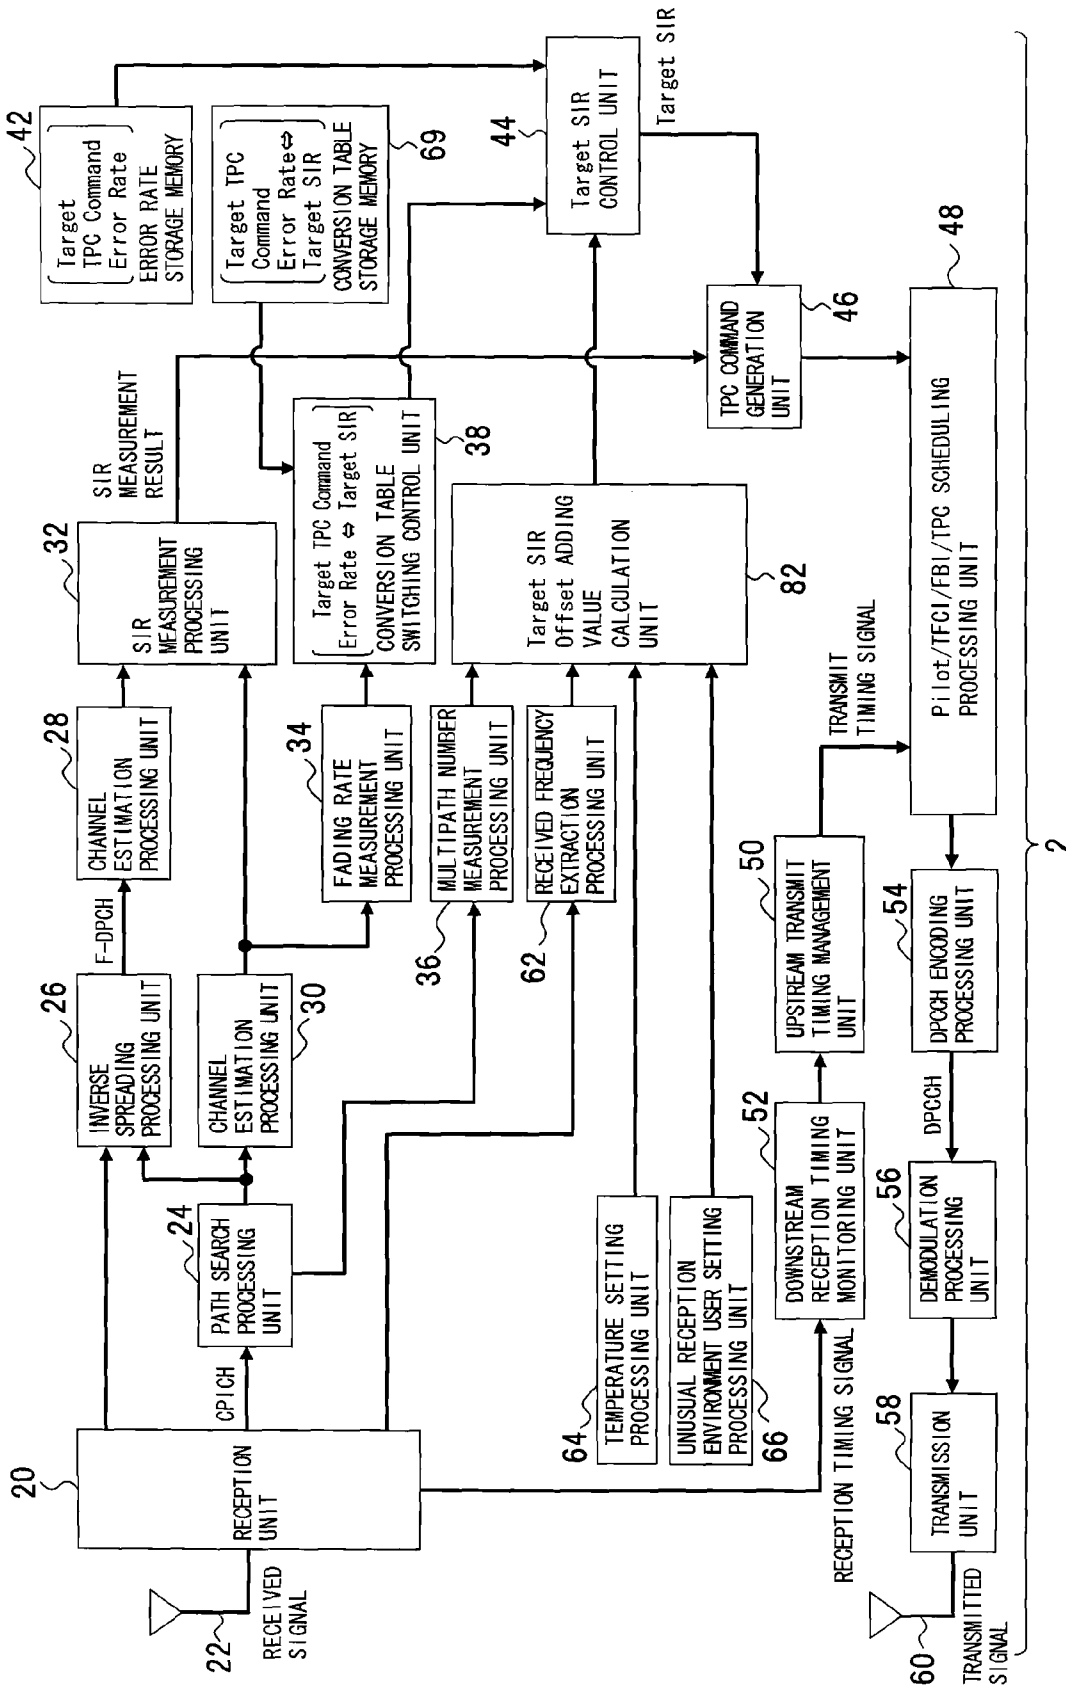 20
RECEPTION
UNIT
22
RECEIVED
SIGNAL
CPICH
24
PATH SEARCH
PROCESSING
UNIT
26
INVERSE
SPREADING
PROCESSING UNIT
F-DPCH
28
CHANNEL
ESTIMATION
PROCESSING UNIT
30
CHANNEL
ESTIMATION
PROCESSING UNIT
32
SIR
MEASUREMENT
PROCESSING
UNIT
SIR
MEASUREMENT
RESULT
34
FADING RATE
MEASUREMENT
PROCESSING UNIT
36
MULTIPATH NUMBER
MEASUREMENT
PROCESSING UNIT
62
RECEIVED FREQUENCY
EXTRACTION
PROCESSING UNIT
64
TEMPERATURE SETTING
PROCESSING UNIT
66
UNUSUAL RECEPTION
ENVIRONMENT USER SETTING
PROCESSING UNIT
38
Target TPC Command
Error Rate ⇔ Target SIR
CONVERSION TABLE
SWITCHING CONTROL UNIT
82
Target SIR
Offset ADDING
VALUE
CALCULATION
UNIT
42
Target
TPC Command
Error Rate
ERROR RATE
STORAGE MEMORY
69
Target TPC
Command
Error Rate⇔
Target SIR
CONVERSION TABLE
STORAGE MEMORY
44
Target SIR
CONTROL UNIT
Target SIR
46
TPC COMMAND
GENERATION
UNIT
48
Pilot/TFCI/FBI/TPC SCHEDULING
PROCESSING UNIT
TRANSMIT
TIMING SIGNAL
50
UPSTREAM TRANSMIT
TIMING MANAGEMENT
UNIT
52
DOWNSTREAM
RECEPTION TIMING
MONITORING UNIT
RECEPTION TIMING SIGNAL
54
DPCCH ENCODING
PROCESSING UNIT
DPCCH
56
DEMODULATION
PROCESSING
UNIT
58
TRANSMISSION
UNIT
60
TRANSMITTED
SIGNAL
2